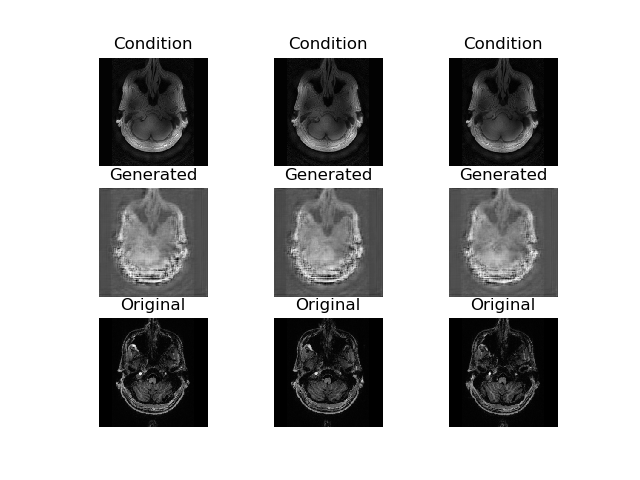 Condition Condition Condition
Generated Generated Generated
Original Original Original